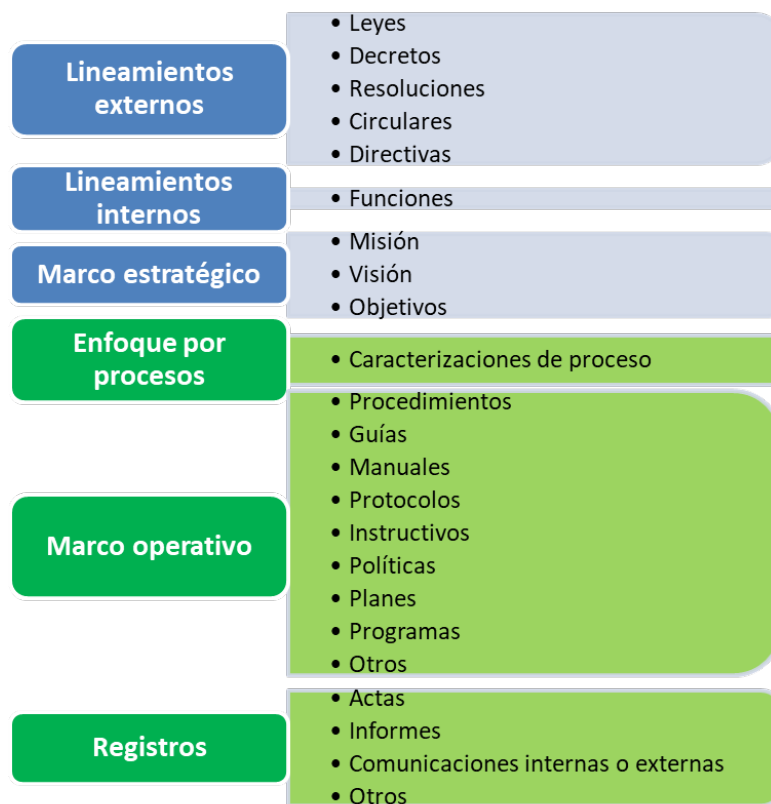 Lineamientos
externos
• Leyes
• Decretos
• Resoluciones
• Circulares
• Directivas
Lineamientos
internos
• Funciones
Marco estratégico
• Misión
• Visión
• Objetivos
Enfoque por
procesos
• Caracterizaciones de proceso
Marco operativo
• Procedimientos
• Guías
• Manuales
• Protocolos
• Instructivos
• Políticas
• Planes
• Programas
• Otros
Registros
• Actas
• Informes
• Comunicaciones internas o externas
• Otros